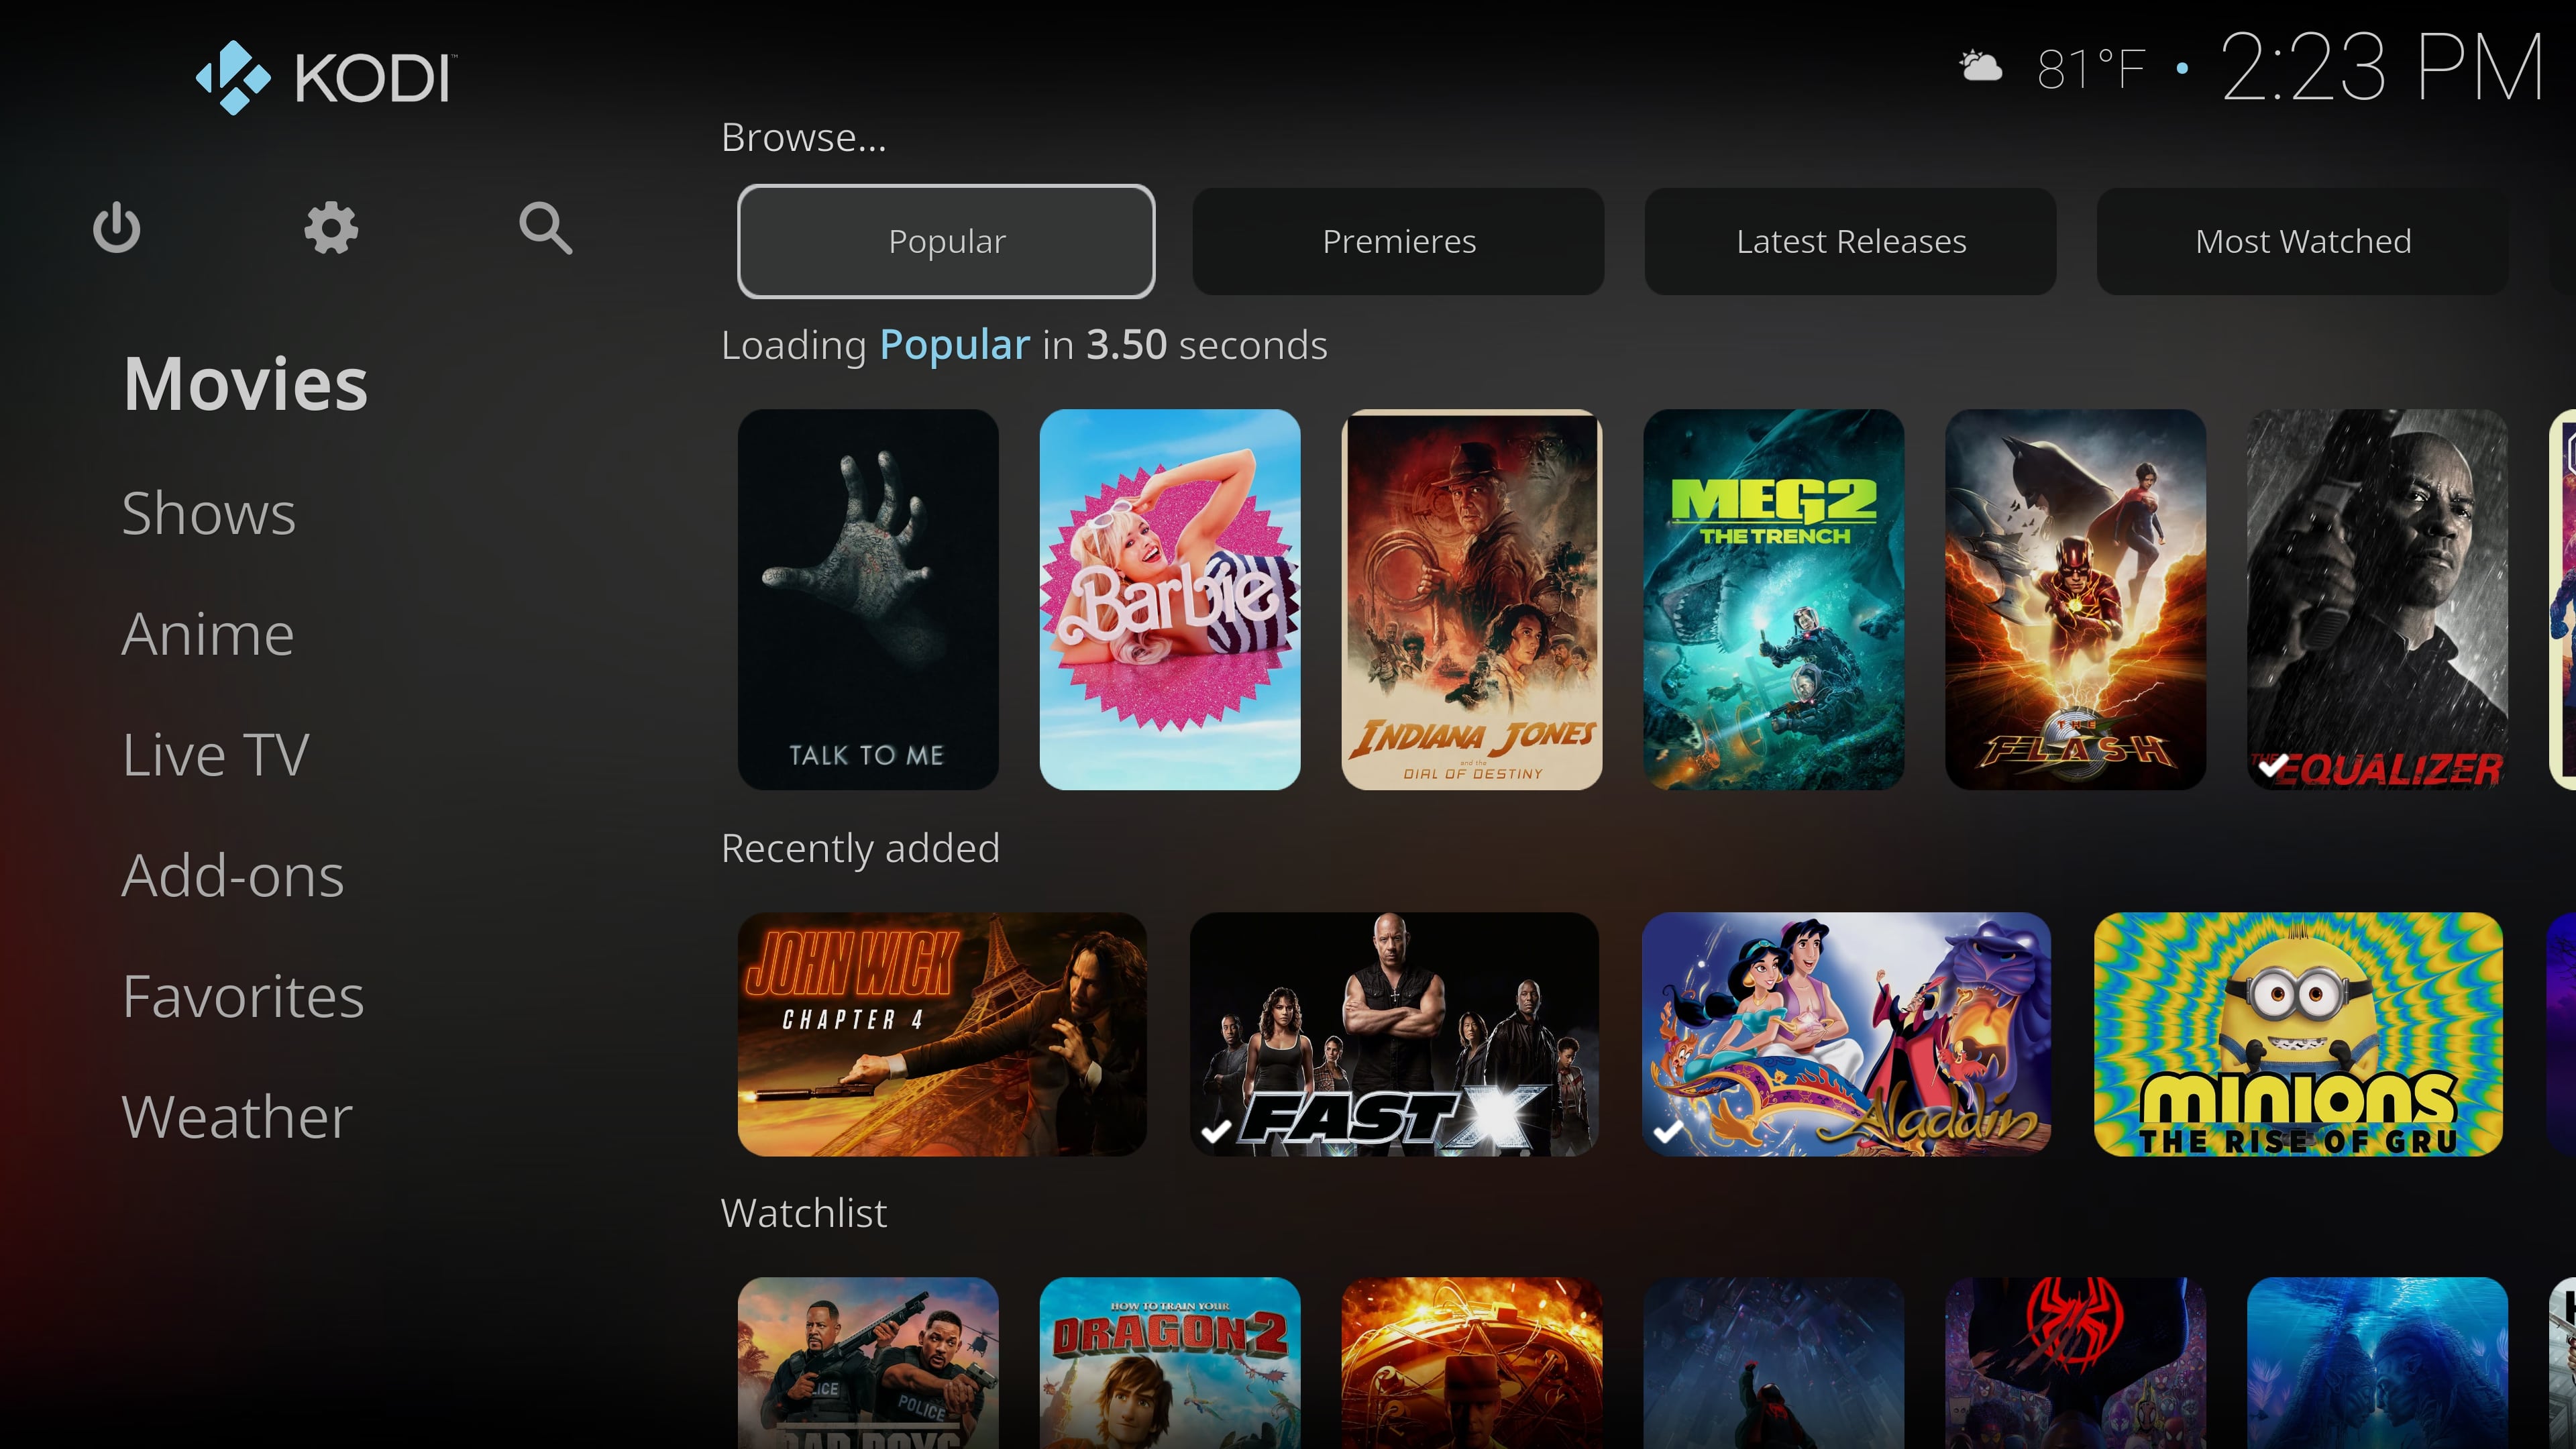 KODI™
81°F • 2:23 PM
Browse...
Popular
Premieres
Latest Releases
Most Watched
Loading Popular in 3.50 seconds
Movies
Shows
Anime
Live TV
Add-ons
Favorites
Weather
TALK TO ME
Barbie
INDIANA JONES
and the
DIAL OF DESTINY
MEG2
THE TRENCH
THE
FLASH
THE EQUALIZER
Recently added
JOHN WICK
CHAPTER 4
FAST X
Aladdin
minions
THE RISE OF GRU
Watchlist
POLICE
BAD BOYS
HOW TO TRAIN YOUR
DRAGON 2